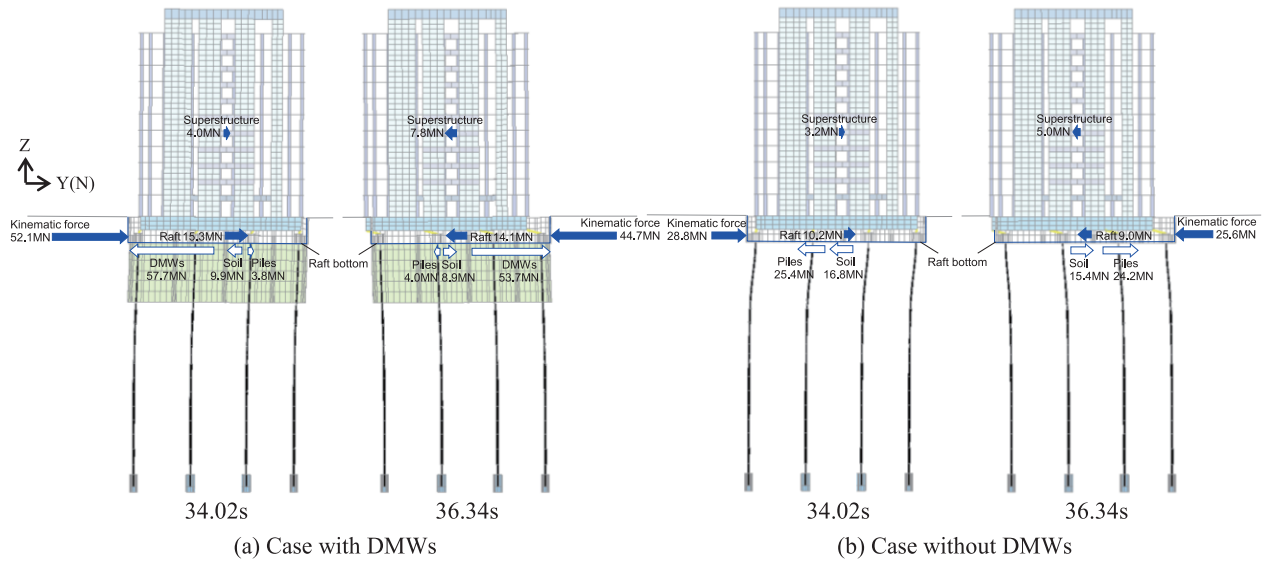 Superstructure
4.0MN
Superstructure
7.8MN
Superstructure
3.2MN
Superstructure
5.0MN
Z
Y(N)
Kinematic force
52.1MN
Raft 15.3MN
DMWs
57.7MN
Soil
9.9MN
Piles
3.8MN
Raft bottom
Raft 14.1MN
Kinematic force
44.7MN
Piles
4.0MN
Soil
8.9MN
DMWs
53.7MN
Kinematic force
28.8MN
Raft 10.2MN
Piles
25.4MN
Soil
16.8MN
Raft bottom
Raft 9.0MN
Kinematic force
25.6MN
Soil
15.4MN
Piles
24.2MN
34.02s
36.34s
34.02s
36.34s
(a) Case with DMWs
(b) Case without DMWs